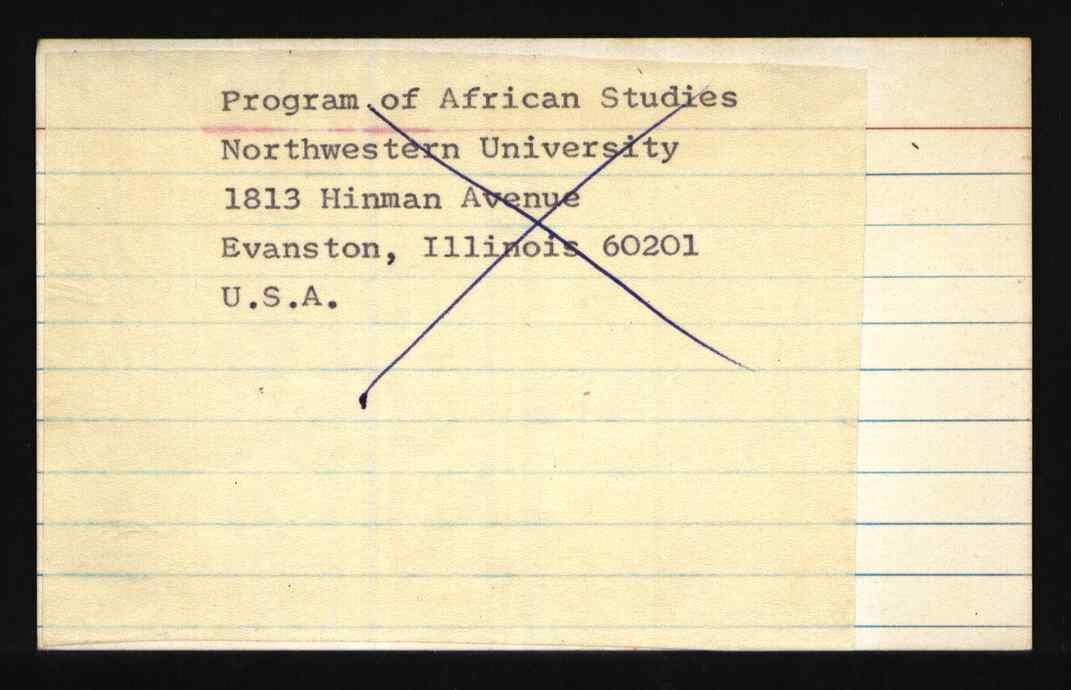 Program of African Studies
Northwestern University
1813 Hinman Avenue
Evanston, Illinois 60201
U.S.A.